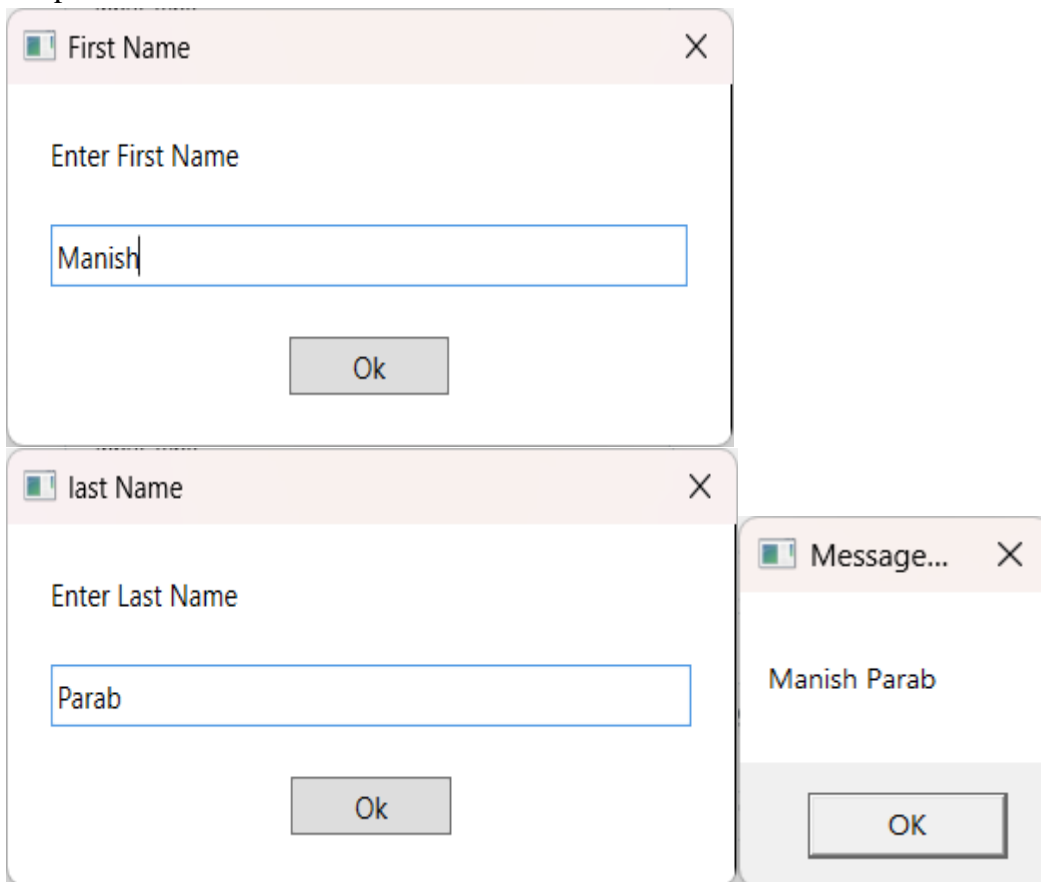 First Name
Enter First Name
Manish
Ok
last Name
Enter Last Name
Parab
Ok
Message...
Manish Parab
OK